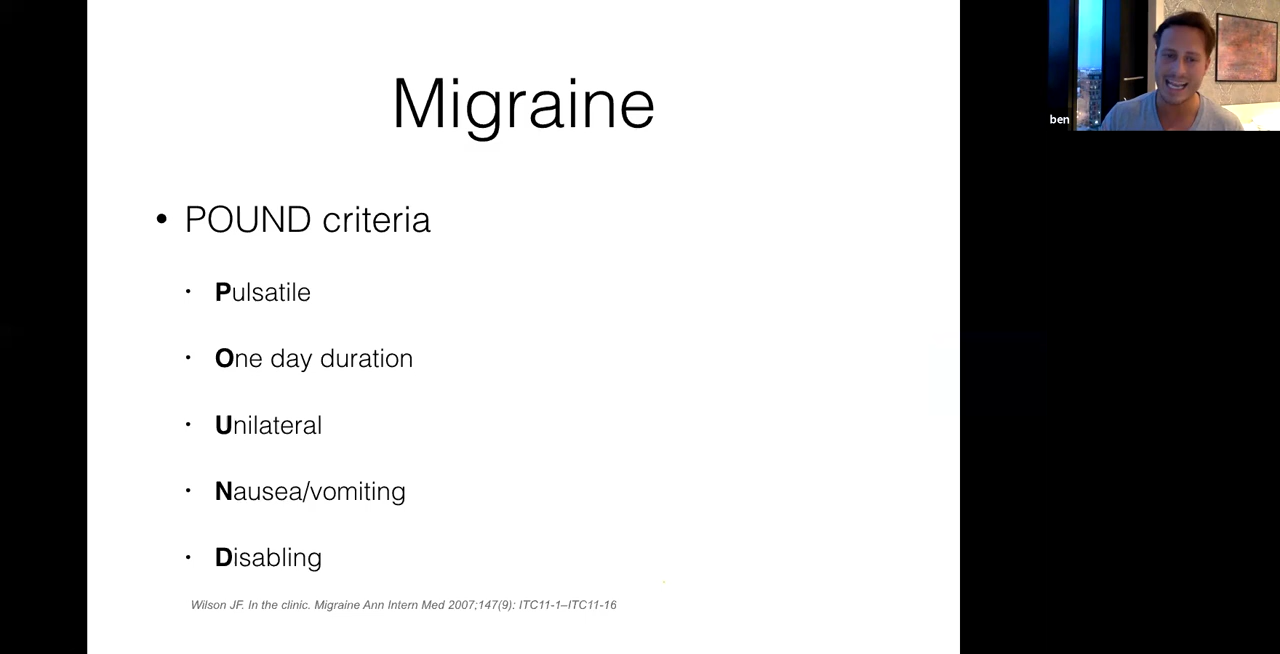 Migraine
• POUND criteria
• Pulsatile
• One day duration
• Unilateral
• Nausea/vomiting
• Disabling
Wilson JF. In the clinic. Migraine Ann Intern Med 2007;147(9): ITC11-1–ITC11-16
ben